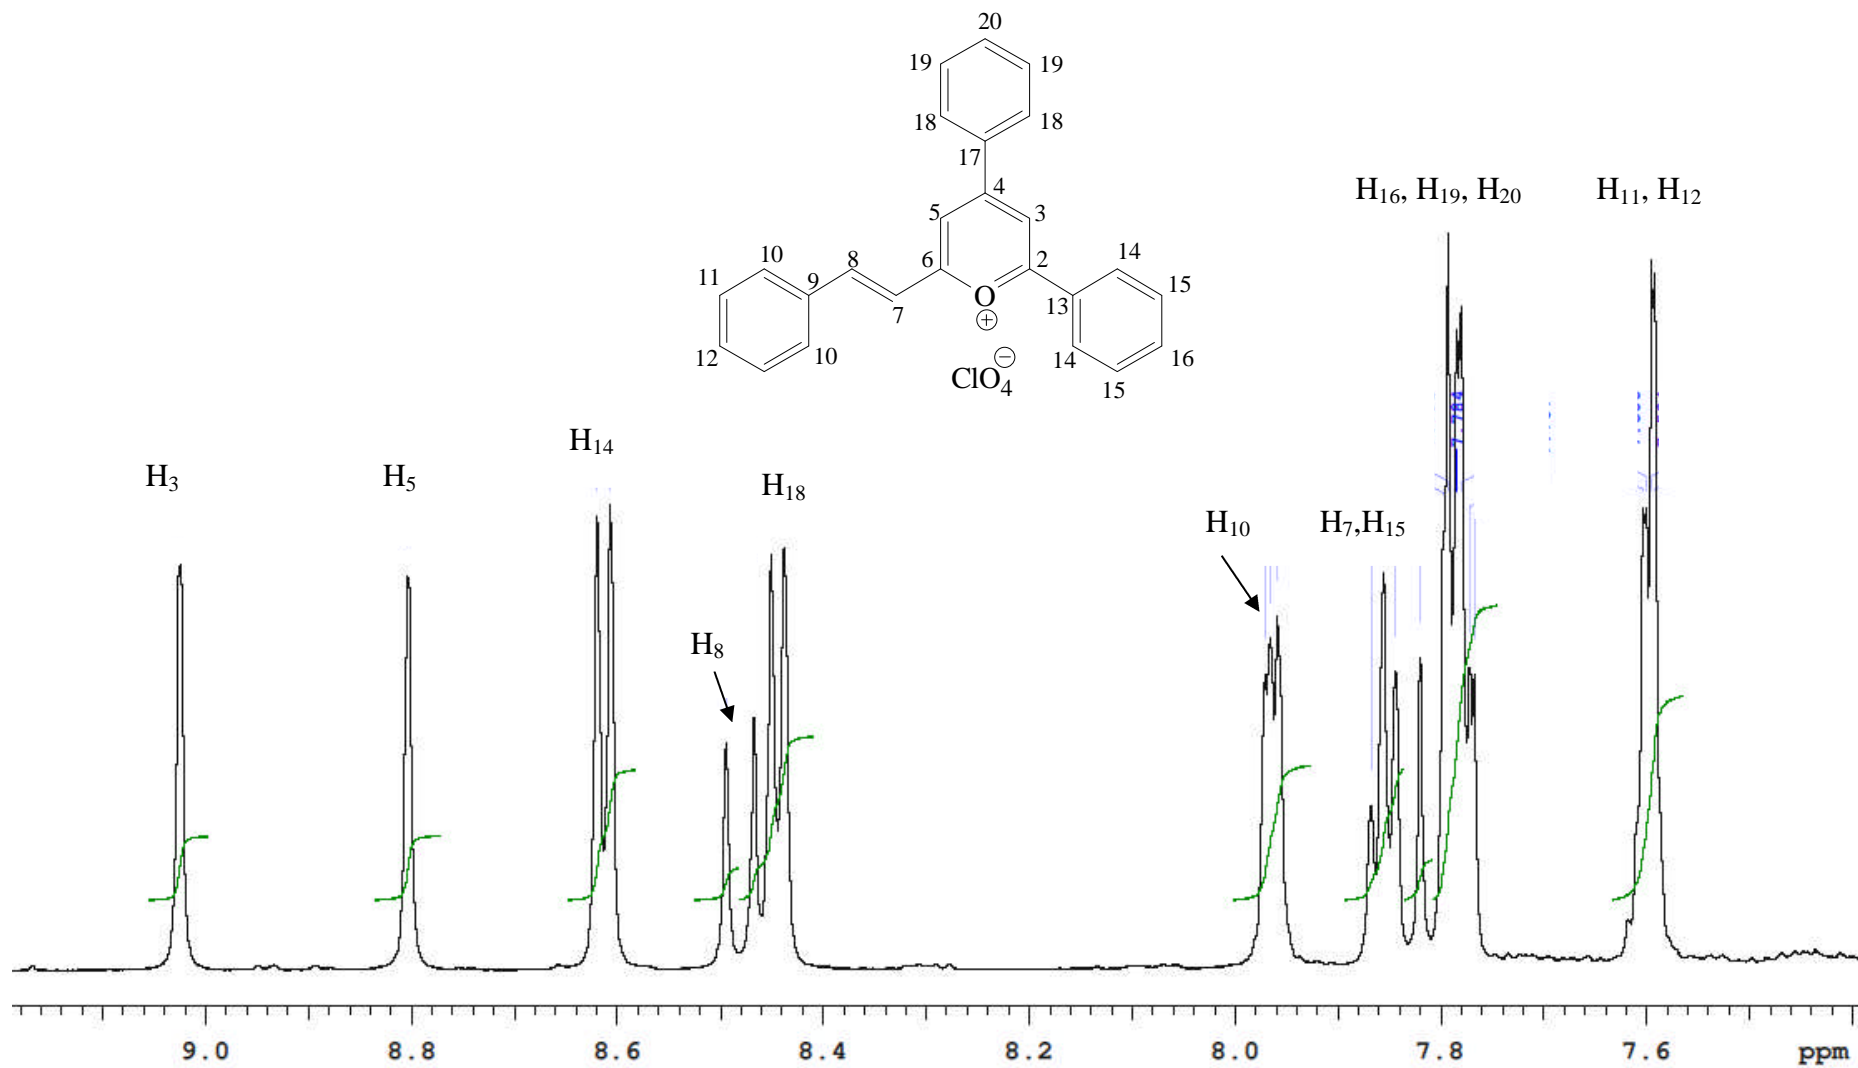 20
19 19
18 18
17
4
5 3
10 8 6 2 14
11 9 15
7 O 13
⊕
12 10 14 16
ClO₄⊖
15
H₁₆, H₁₉, H₂₀
H₁₁, H₁₂
H₁₄
H₃
H₅
H₁₈
H₁₀
H₇,H₁₅
H₈
7.784
9.0 8.8 8.6 8.4 8.2 8.0 7.8 7.6 ppm